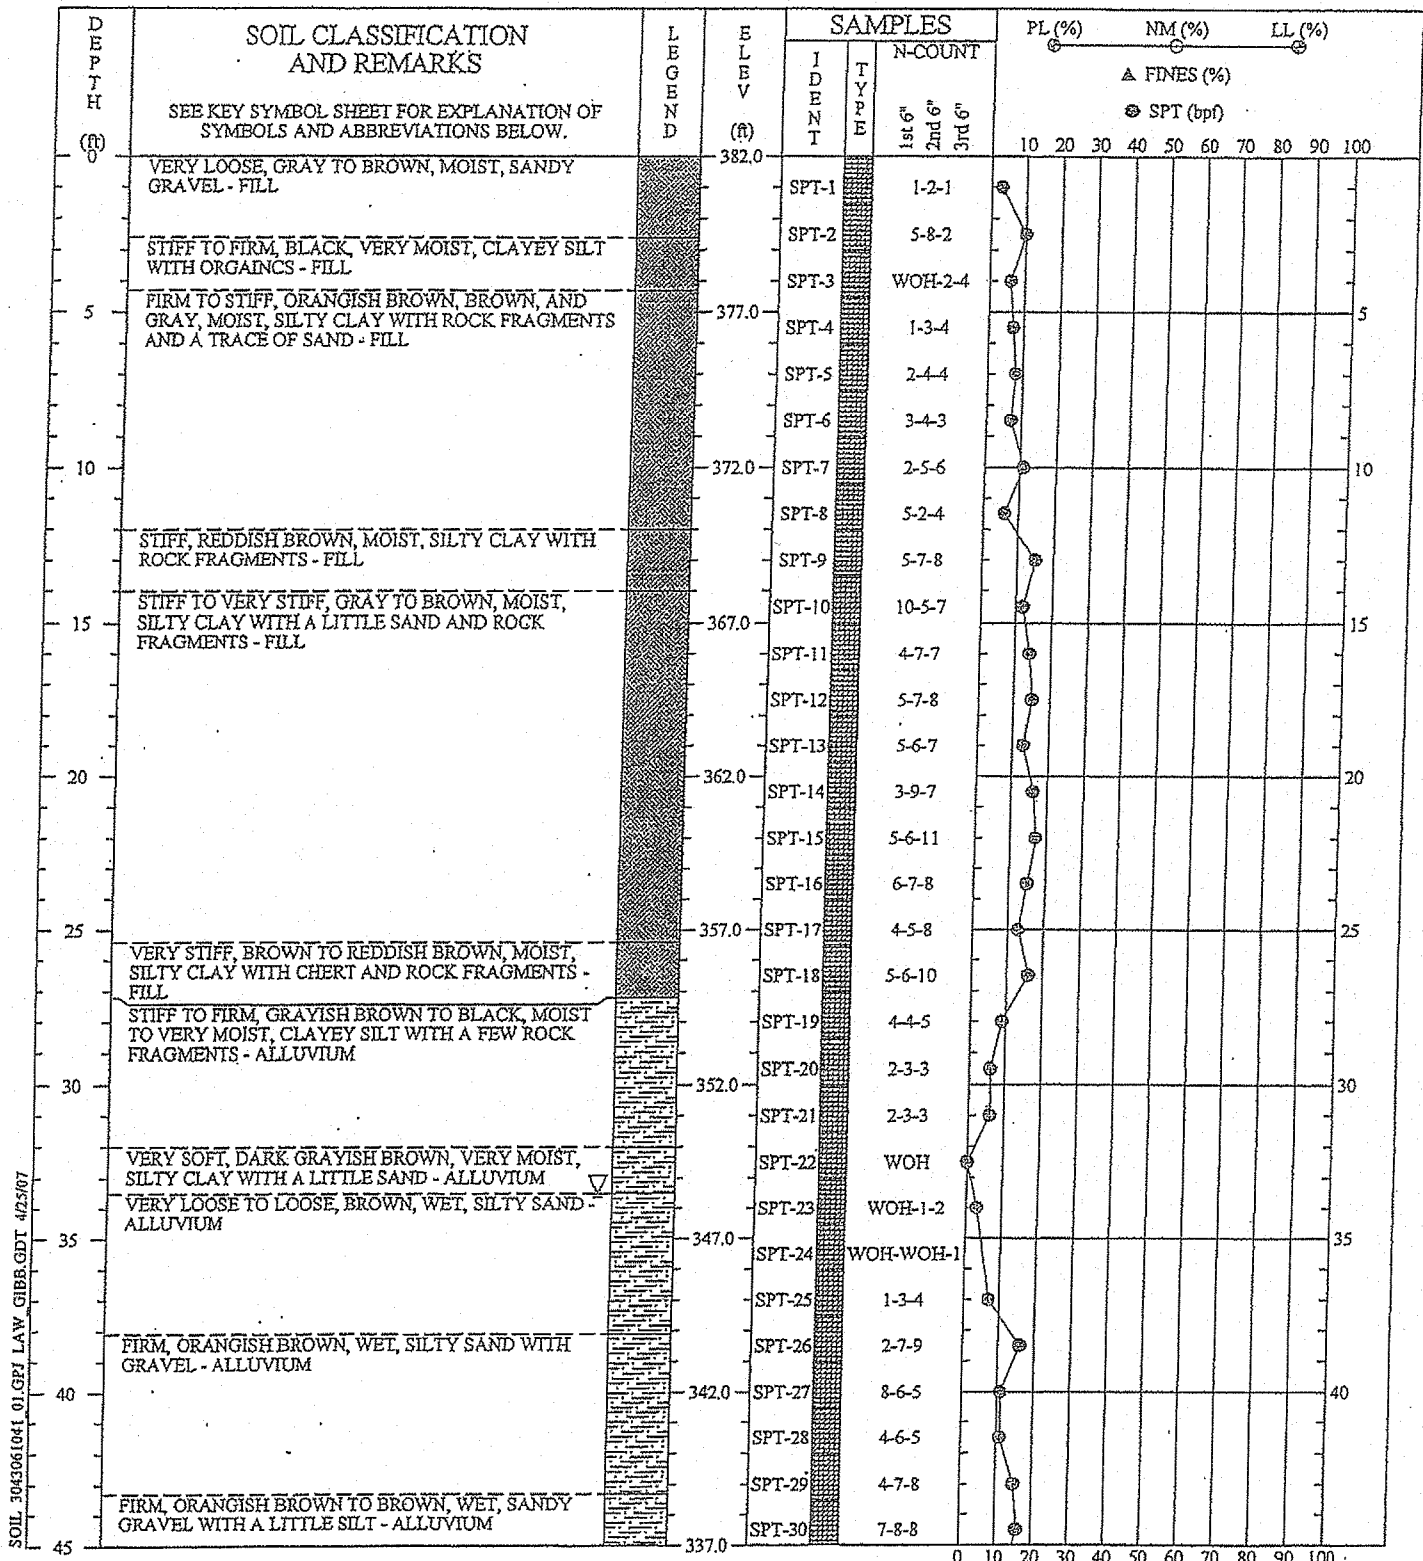 DEPTH (ft)
SOIL CLASSIFICATION
AND REMARKS
SEE KEY SYMBOL SHEET FOR EXPLANATION OF
SYMBOLS AND ABBREVIATIONS BELOW.
LEGEND
ELEV (ft)
SAMPLES
IDENT
TYPE
N-COUNT
1st 6"
2nd 6"
3rd 6"
PL (%) NM (%) LL (%)
▲ FINES (%)
● SPT (bpf)
10 20 30 40 50 60 70 80 90 100
0
VERY LOOSE, GRAY TO BROWN, MOIST, SANDY
GRAVEL - FILL
382.0
SPT-1 1-2-1
SPT-2 5-8-2
STIFF TO FIRM, BLACK, VERY MOIST, CLAYEY SILT
WITH ORGAINCS - FILL
SPT-3 WOH-2-4
FIRM TO STIFF, ORANGISH BROWN, BROWN, AND
GRAY, MOIST, SILTY CLAY WITH ROCK FRAGMENTS
AND A TRACE OF SAND - FILL
5 377.0 5
SPT-4 1-3-4
SPT-5 2-4-4
SPT-6 3-4-3
10 372.0 SPT-7 2-5-6 10
SPT-8 5-2-4
STIFF, REDDISH BROWN, MOIST, SILTY CLAY WITH
ROCK FRAGMENTS - FILL
SPT-9 5-7-8
STIFF TO VERY STIFF, GRAY TO BROWN, MOIST,
SILTY CLAY WITH A LITTLE SAND AND ROCK
FRAGMENTS - FILL
SPT-10 10-5-7
15 367.0 15
SPT-11 4-7-7
SPT-12 5-7-8
SPT-13 5-6-7
20 362.0 20
SPT-14 3-9-7
SPT-15 5-6-11
SPT-16 6-7-8
25 357.0 SPT-17 4-5-8 25
VERY STIFF, BROWN TO REDDISH BROWN, MOIST,
SILTY CLAY WITH CHERT AND ROCK FRAGMENTS -
FILL
SPT-18 5-6-10
STIFF TO FIRM, GRAYISH BROWN TO BLACK, MOIST
TO VERY MOIST, CLAYEY SILT WITH A FEW ROCK
FRAGMENTS - ALLUVIUM
SPT-19 4-4-5
SPT-20 2-3-3
30 352.0 30
SPT-21 2-3-3
VERY SOFT, DARK GRAYISH BROWN, VERY MOIST,
SILTY CLAY WITH A LITTLE SAND - ALLUVIUM
SPT-22 WOH
VERY LOOSE TO LOOSE, BROWN, WET, SILTY SAND -
ALLUVIUM
SPT-23 WOH-1-2
35 347.0 35
SPT-24 WOH-WOH-1
SPT-25 1-3-4
FIRM, ORANGISH BROWN, WET, SILTY SAND WITH
GRAVEL - ALLUVIUM
SPT-26 2-7-9
40 342.0 SPT-27 8-6-5 40
SPT-28 4-6-5
SPT-29 4-7-8
FIRM, ORANGISH BROWN TO BROWN, WET, SANDY
GRAVEL WITH A LITTLE SILT - ALLUVIUM
SPT-30 7-8-8
45 337.0
0 10 20 30 40 50 60 70 80 90 100
SOIL 3043061041_01.GPJ LAW_GIBB.GDT 4/25/07